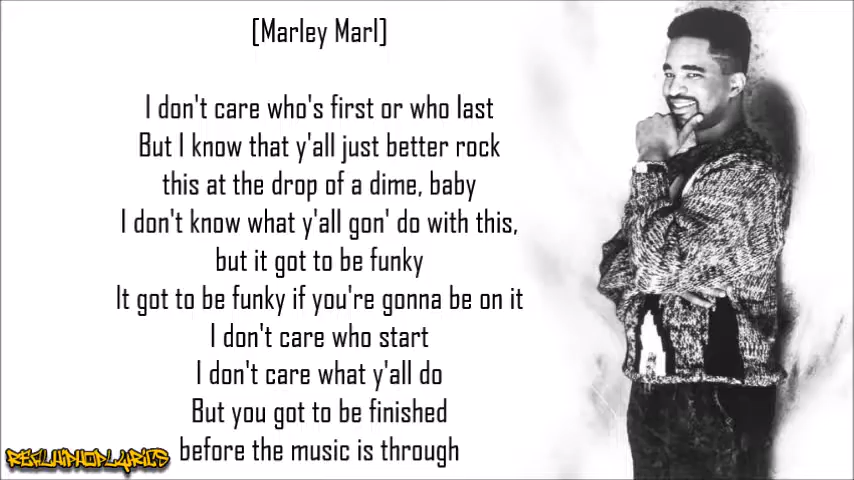 [Marley Marl]
I don't care who's first or who last
But I know that y'all just better rock
this at the drop of a dime, baby
I don't know what y'all gon' do with this,
but it got to be funky
It got to be funky if you're gonna be on it
I don't care who start
I don't care what y'all do
But you got to be finished
before the music is through
REALHIPHOPLYRICS